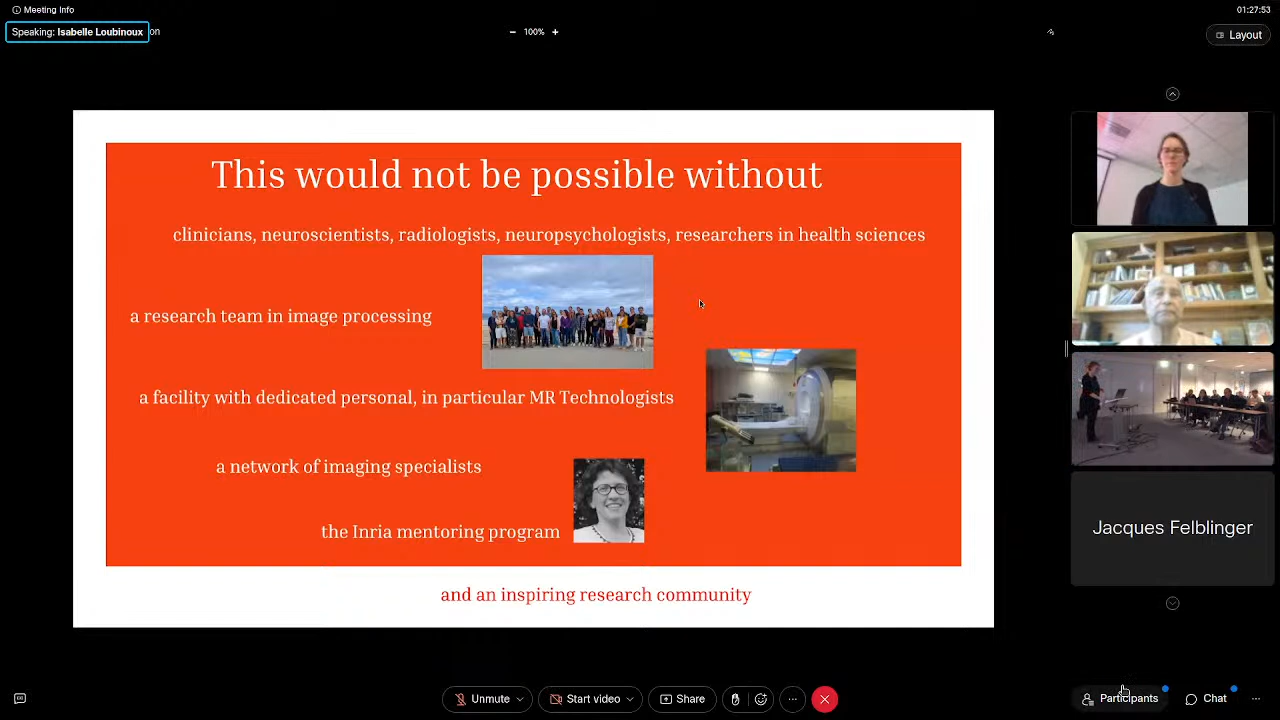 Meeting Info
01:27:53
Speaking: Isabelle Loubinoux
on
100%
Layout
This would not be possible without
clinicians, neuroscientists, radiologists, neuropsychologists, researchers in health sciences
a research team in image processing
a facility with dedicated personal, in particular MR Technologists
a network of imaging specialists
the Inria mentoring program
and an inspiring research community
Jacques Felblinger
Unmute
Start video
Share
Participants
Chat